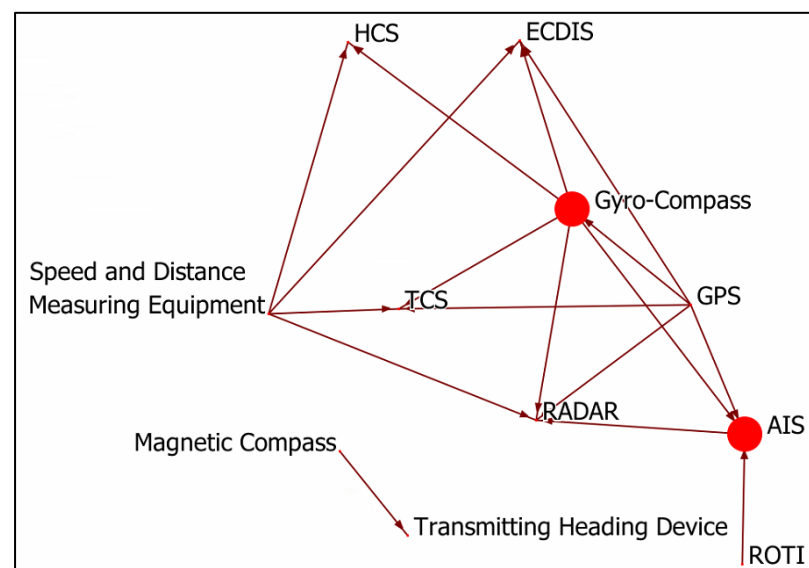 HCS
ECDIS
Gyro-Compass
Speed and Distance
Measuring Equipment
TCS
GPS
RADAR
AIS
Magnetic Compass
Transmitting Heading Device
ROTI